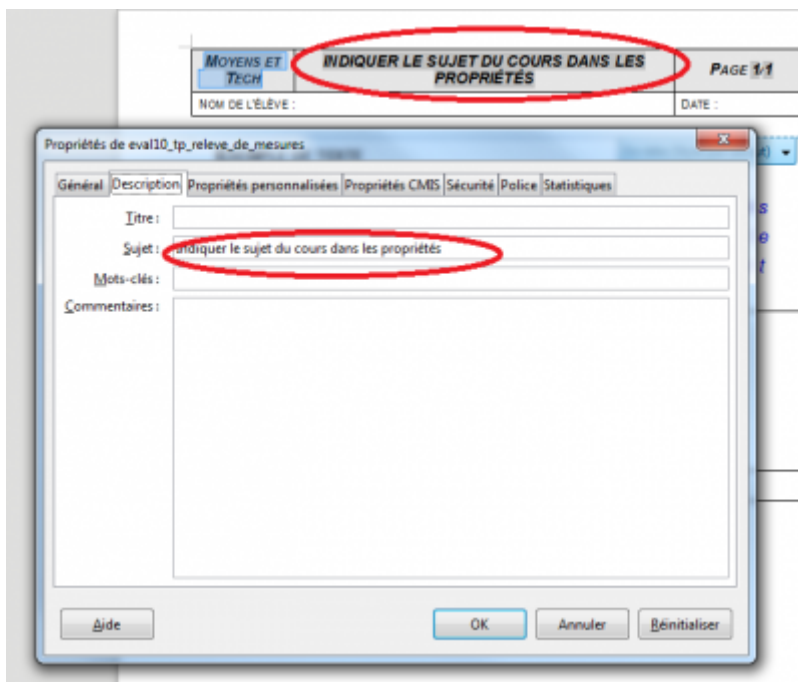 MOYENS ET TECH
INDIQUER LE SUJET DU COURS DANS LES PROPRIÉTÉS
PAGE 1/1
NOM DE L'ÉLÈVE :
DATE :
Propriétés de eval10_tp_releve_de_mesures
Général Description Propriétés personnalisées Propriétés CMIS Sécurité Police Statistiques
Titre :
Sujet : Indiquer le sujet du cours dans les propriétés
Mots-clés :
Commentaires :
s
e
t
Aide OK Annuler Réinitialiser